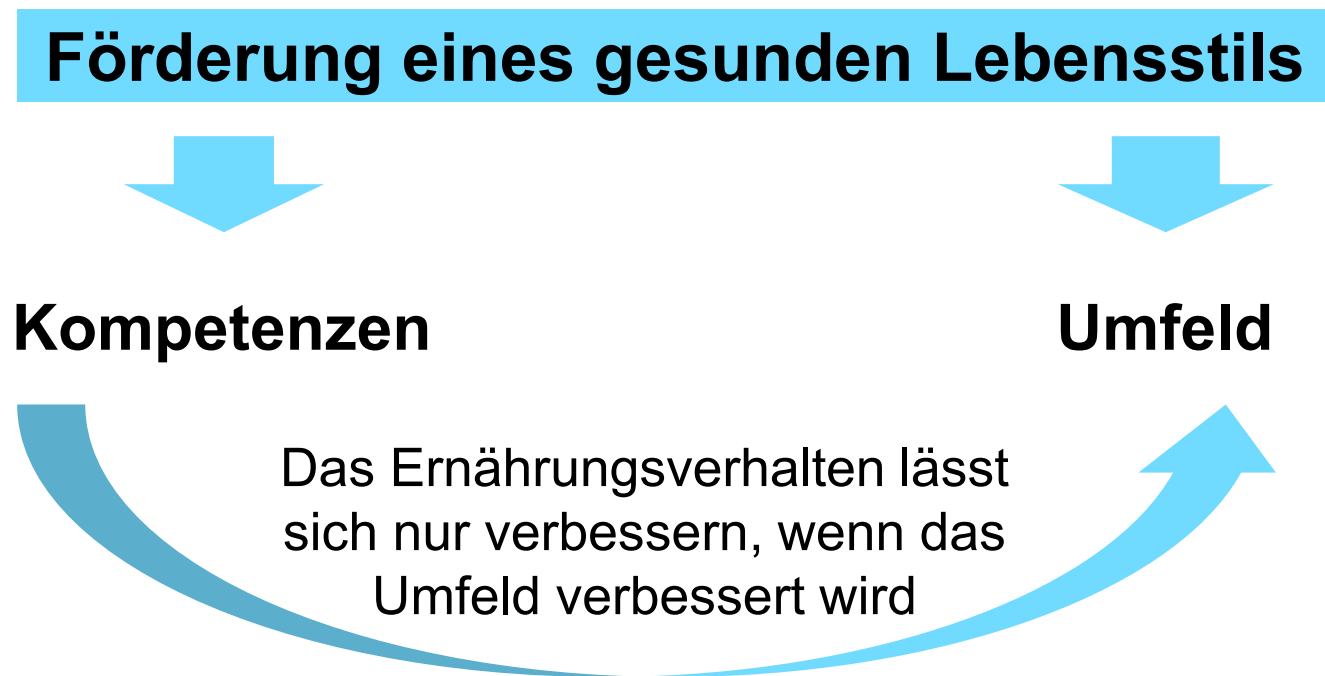 Förderung eines gesunden Lebensstils
Kompetenzen
Umfeld
Das Ernährungsverhalten lässt
sich nur verbessern, wenn das
Umfeld verbessert wird